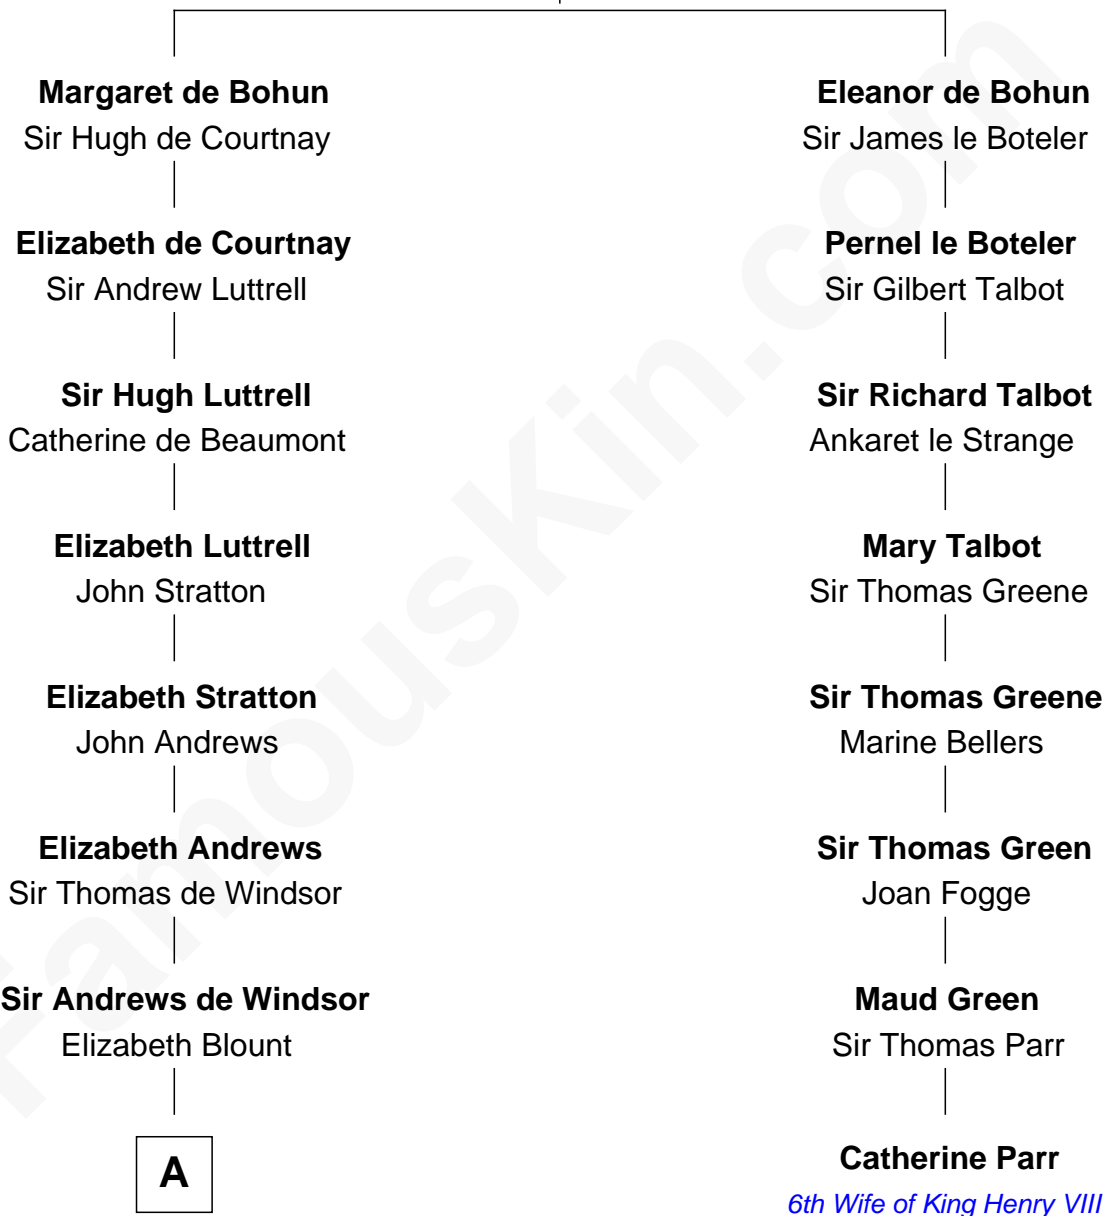 Margaret de Bohun
Sir Hugh de Courtnay
Elizabeth de Courtnay
Sir Andrew Luttrell
Sir Hugh Luttrell
Catherine de Beaumont
Elizabeth Luttrell
John Stratton
Elizabeth Stratton
John Andrews
Elizabeth Andrews
Sir Thomas de Windsor
Sir Andrews de Windsor
Elizabeth Blount
A
Eleanor de Bohun
Sir James le Boteler
Pernel le Boteler
Sir Gilbert Talbot
Sir Richard Talbot
Ankaret le Strange
Mary Talbot
Sir Thomas Greene
Sir Thomas Greene
Marine Bellers
Sir Thomas Green
Joan Fogge
Maud Green
Sir Thomas Parr
Catherine Parr
6th Wife of King Henry VIII
FamousKin.com